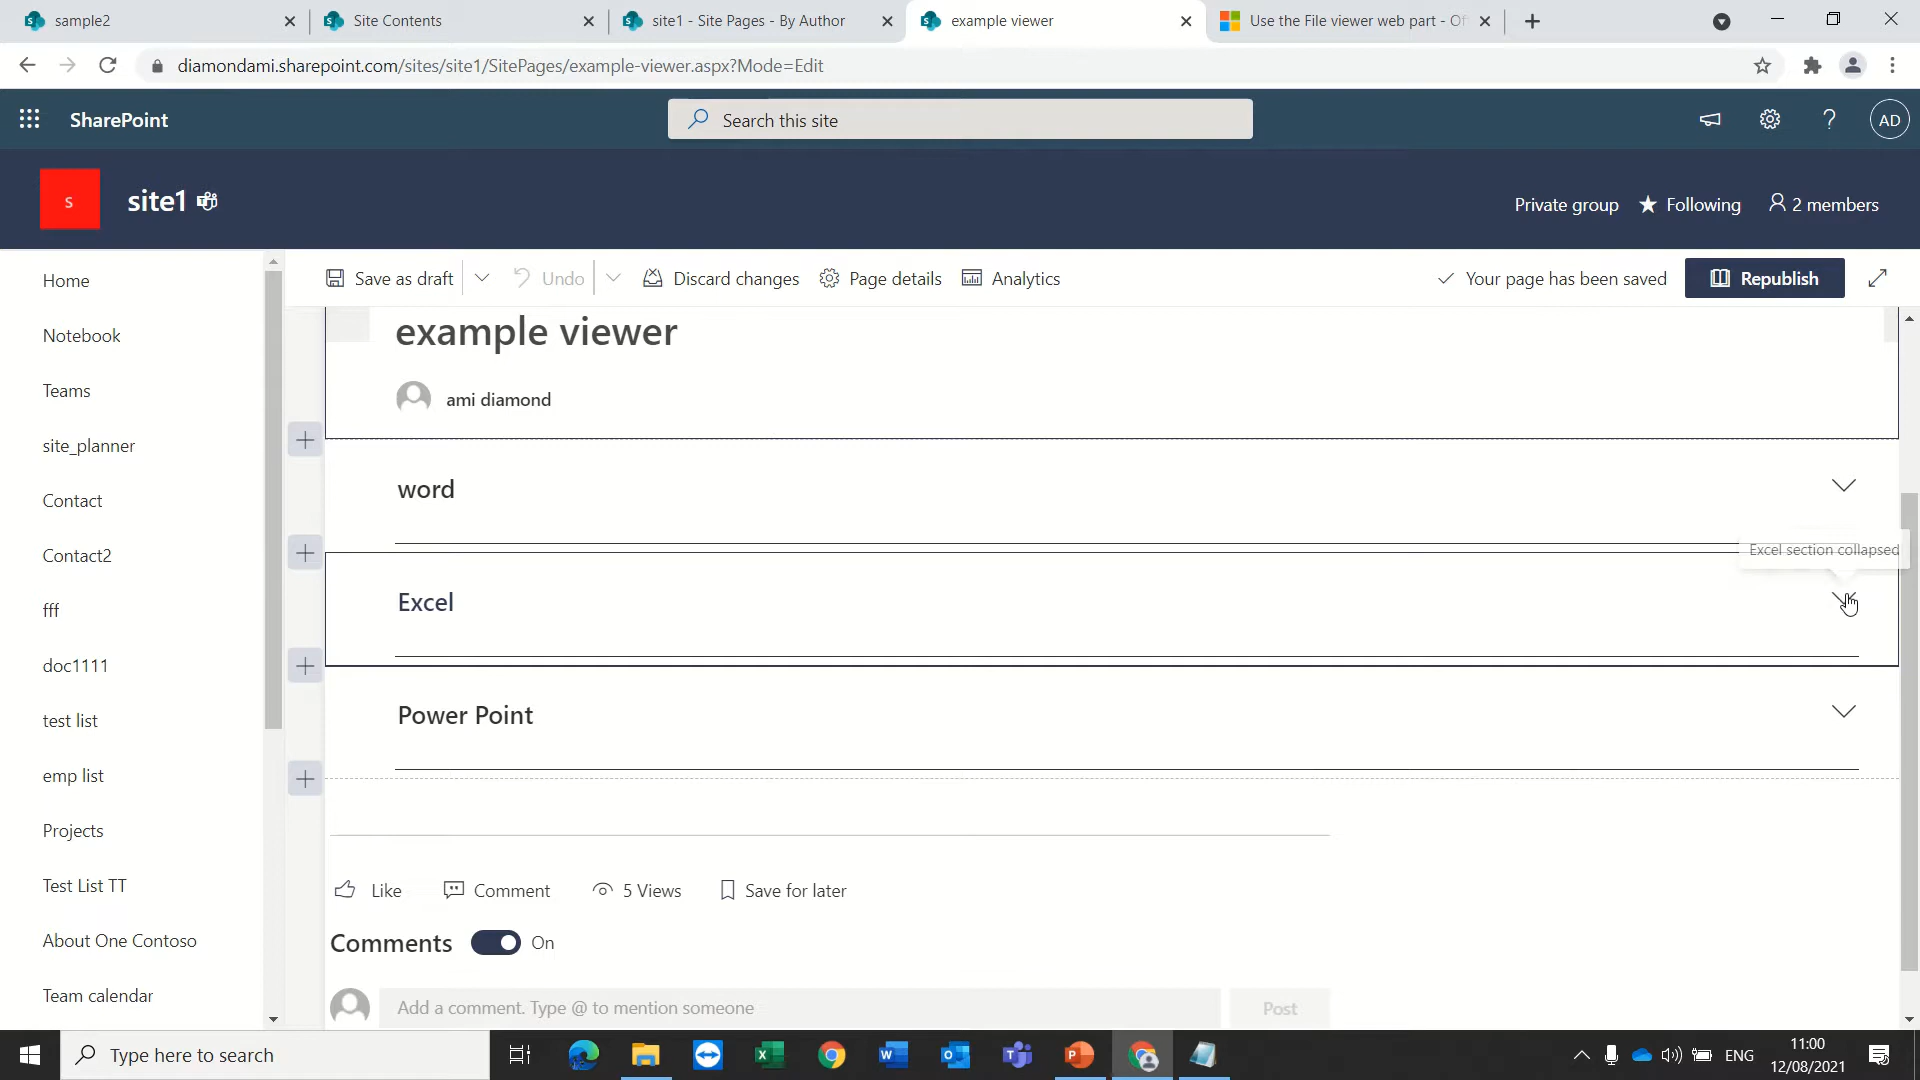 sample2
Site Contents
site1 - Site Pages - By Author
example viewer
Use the File viewer web part - Of
diamondami.sharepoint.com/sites/site1/SitePages/example-viewer.aspx?Mode=Edit
SharePoint
Search this site
AD
S
site1
Private group
Following
2 members
Home
Notebook
Teams
site_planner
Contact
Contact2
fff
doc1111
test list
emp list
Projects
Test List TT
About One Contoso
Team calendar
Save as draft
Undo
Discard changes
Page details
Analytics
Your page has been saved
Republish
example viewer
ami diamond
word
Excel section collapsed
Excel
Power Point
Like
Comment
5 Views
Save for later
Comments
On
Add a comment. Type @ to mention someone
Post
Type here to search
ENG
11:00
12/08/2021